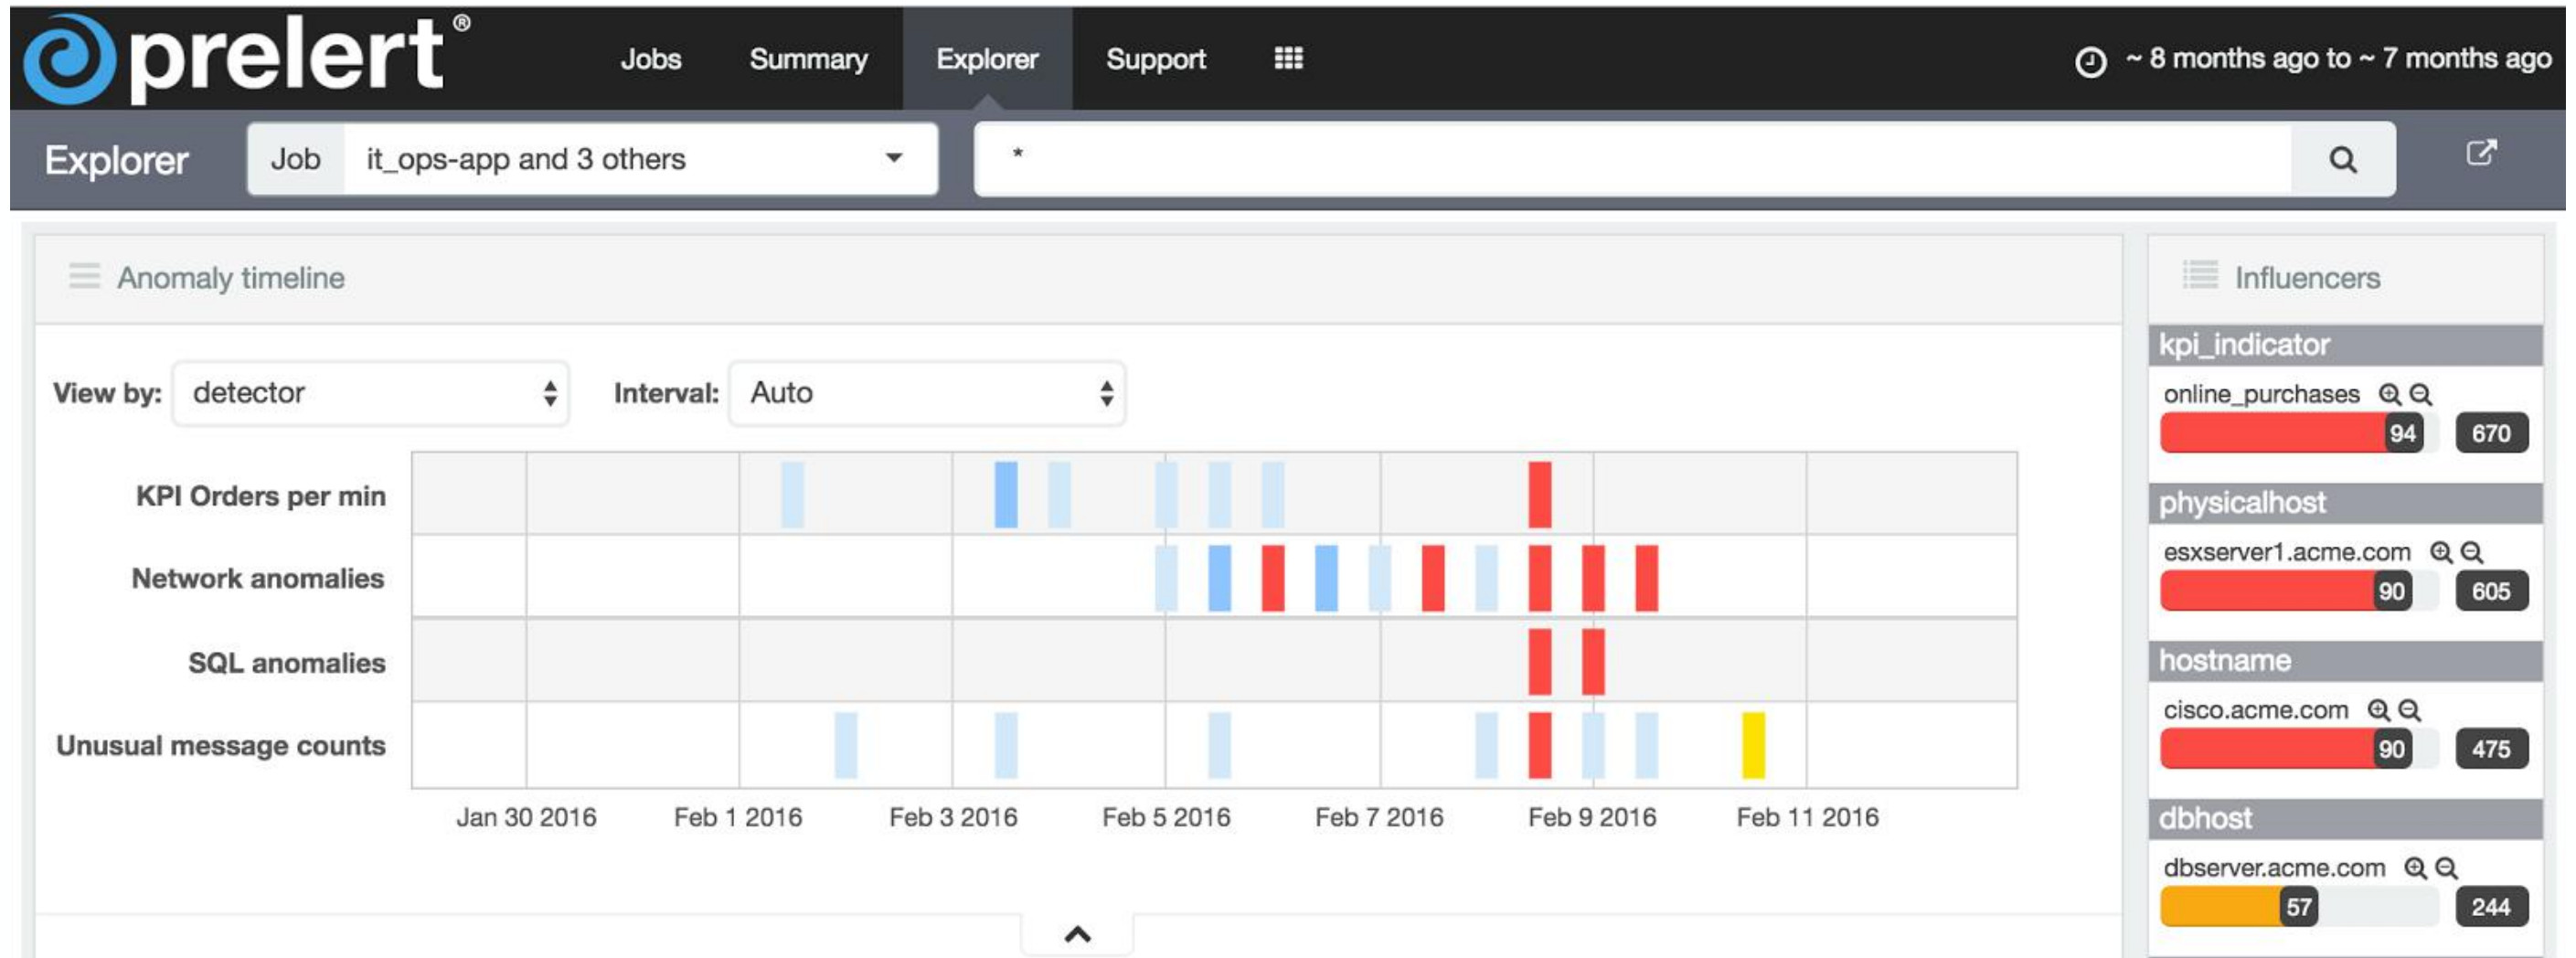 prelert®
Jobs Summary Explorer Support ~ 8 months ago to ~ 7 months ago
Explorer Job it_ops-app and 3 others *
Anomaly timeline
View by: detector Interval: Auto
KPI Orders per min
Network anomalies
SQL anomalies
Unusual message counts
Jan 30 2016 Feb 1 2016 Feb 3 2016 Feb 5 2016 Feb 7 2016 Feb 9 2016 Feb 11 2016
Influencers
kpi_indicator
online_purchases
94 670
physicalhost
esxserver1.acme.com
90 605
hostname
cisco.acme.com
90 475
dbhost
dbserver.acme.com
57 244